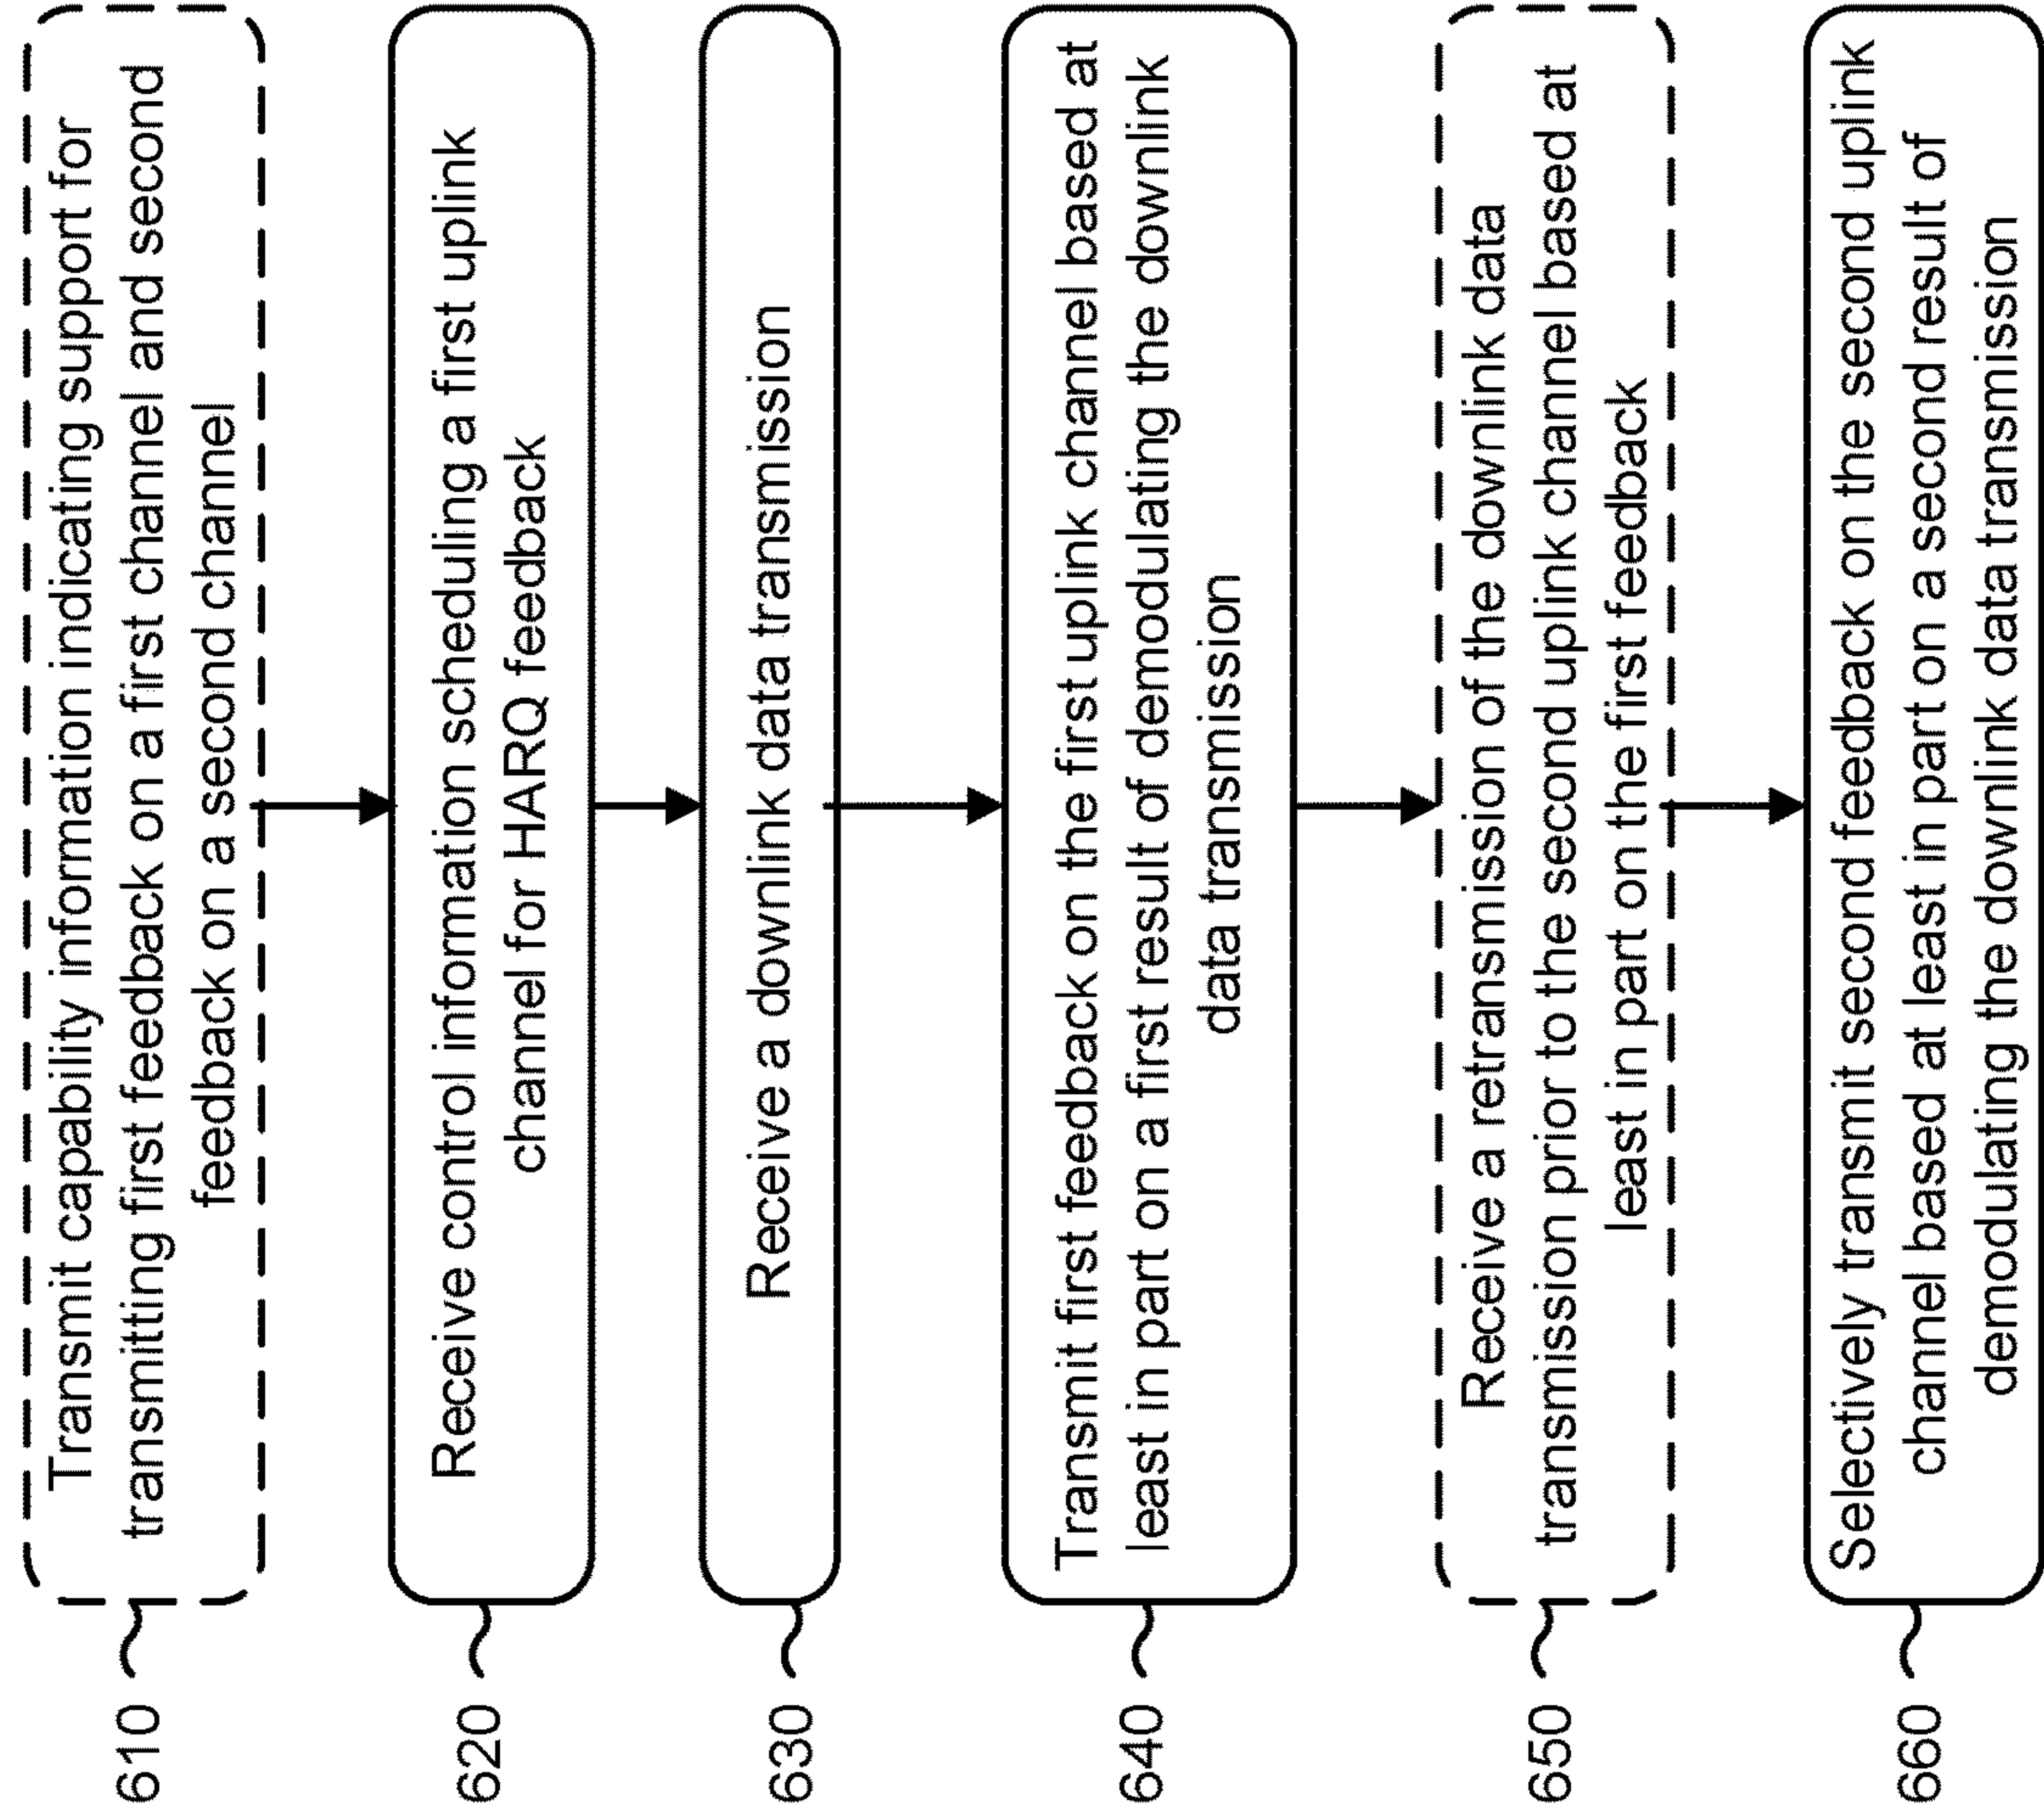 610
Transmit capability information indicating support for
transmitting first feedback on a first channel and second
feedback on a second channel
620
Receive control information scheduling a first uplink
channel for HARQ feedback
630
Receive a downlink data transmission
640
Transmit first feedback on the first uplink channel based at
least in part on a first result of demodulating the downlink
data transmission
650
Receive a retransmission of the downlink data
transmission prior to the second uplink channel based at
least in part on the first feedback
660
Selectively transmit second feedback on the second uplink
channel based at least in part on a second result of
demodulating the downlink data transmission